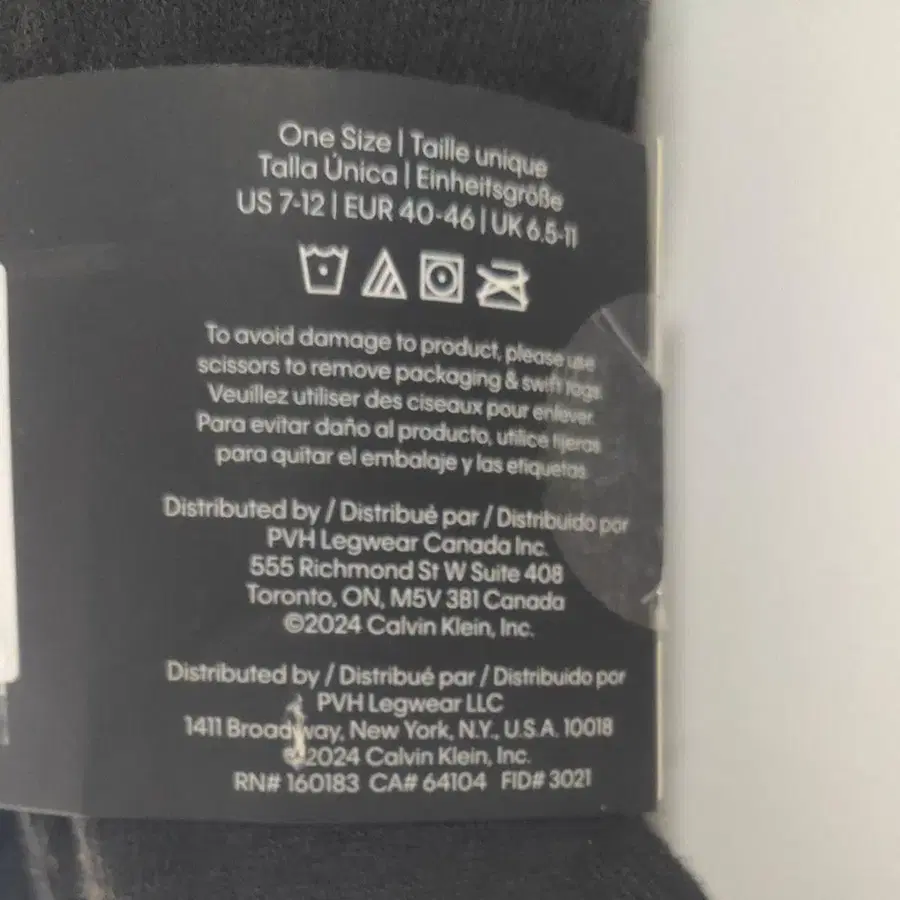 One Size | Taille unique
Talla Única | Einheitsgröße
US 7-12 | EUR 40-46 | UK 6.5-11
To avoid damage to product, please use
scissors to remove packaging & swift tags.
Veuillez utiliser des ciseaux pour enlever.
Para evitar daño al producto, utilice tijeras
para quitar el embalaje y las etiquetas.
Distributed by / Distribué par / Distribuido por
PVH Legwear Canada Inc.
555 Richmond St W Suite 408
Toronto, ON, M5V 3B1 Canada
©2024 Calvin Klein, Inc.
Distributed by / Distribué par / Distribuido por
PVH Legwear LLC
1411 Broadway, New York, N.Y., U.S.A. 10018
©2024 Calvin Klein, Inc.
RN# 160183 CA# 64104 FID# 3021